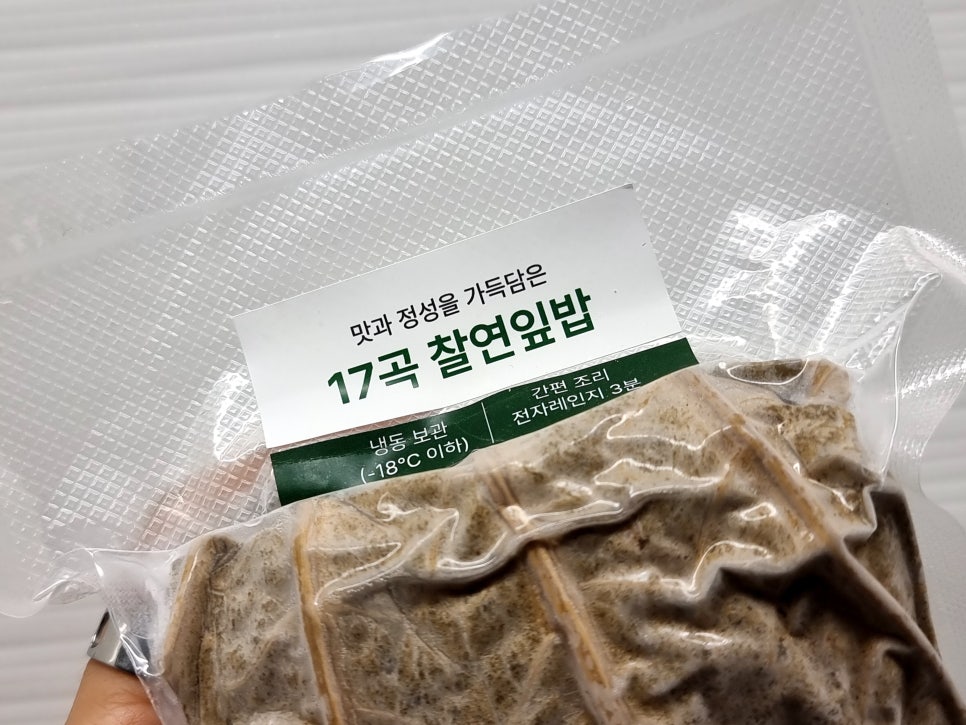 맛과 정성을 가득담은
17곡 찰연잎밥
냉동 보관
(-18°C 이하)
간편 조리
전자레인지 3분